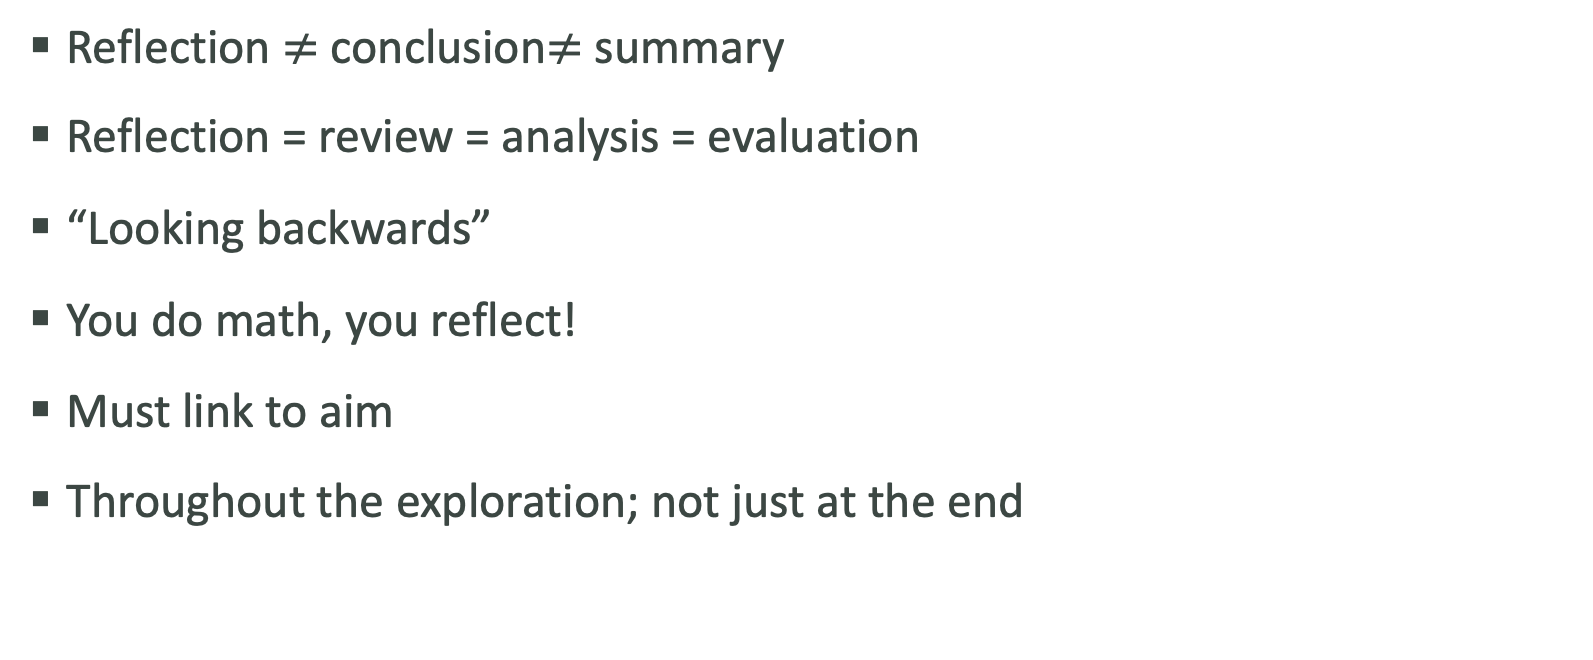 ▪ Reflection ≠ conclusion≠ summary
▪ Reflection = review = analysis = evaluation
▪ “Looking backwards”
▪ You do math, you reflect!
▪ Must link to aim
▪ Throughout the exploration; not just at the end